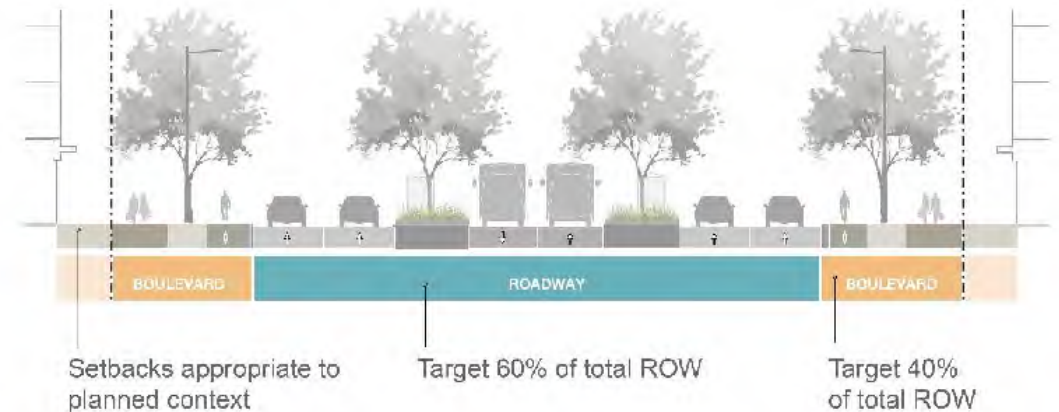 BOULEVARD
ROADWAY
BOULEVARD
Setbacks appropriate to
planned context
Target 60% of total ROW
Target 40%
of total ROW